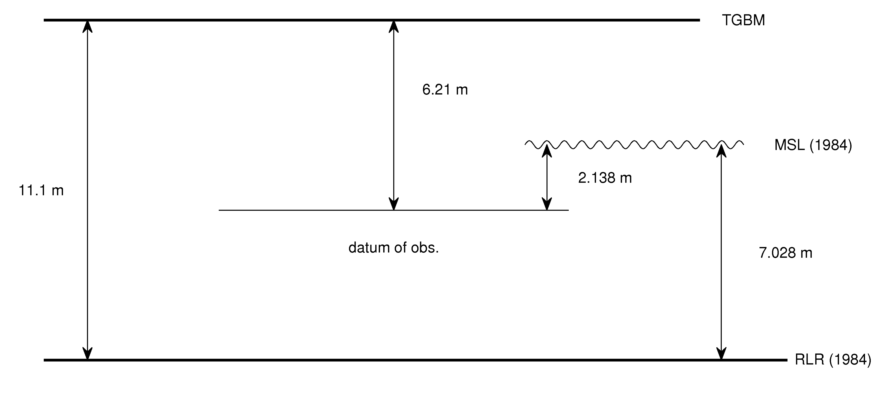 TGBM
6.21 m
MSL (1984)
2.138 m
11.1 m
datum of obs.
7.028 m
RLR (1984)